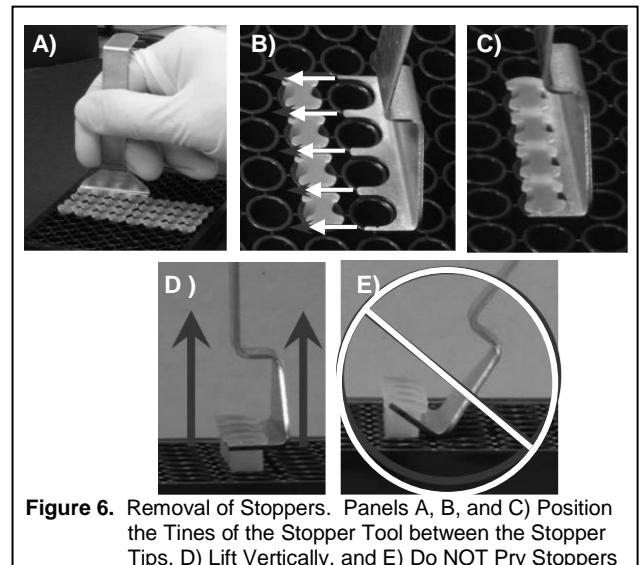 A)
B)
C)
D )
E)
Figure 6. Removal of Stoppers. Panels A, B, and C) Position
the Tines of the Stopper Tool between the Stopper
Tips, D) Lift Vertically, and E) Do NOT Pry Stoppers